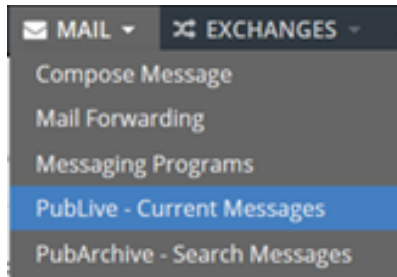 MAIL EXCHANGES
Compose Message
Mail Forwarding
Messaging Programs
PubLive - Current Messages
PubArchive - Search Messages